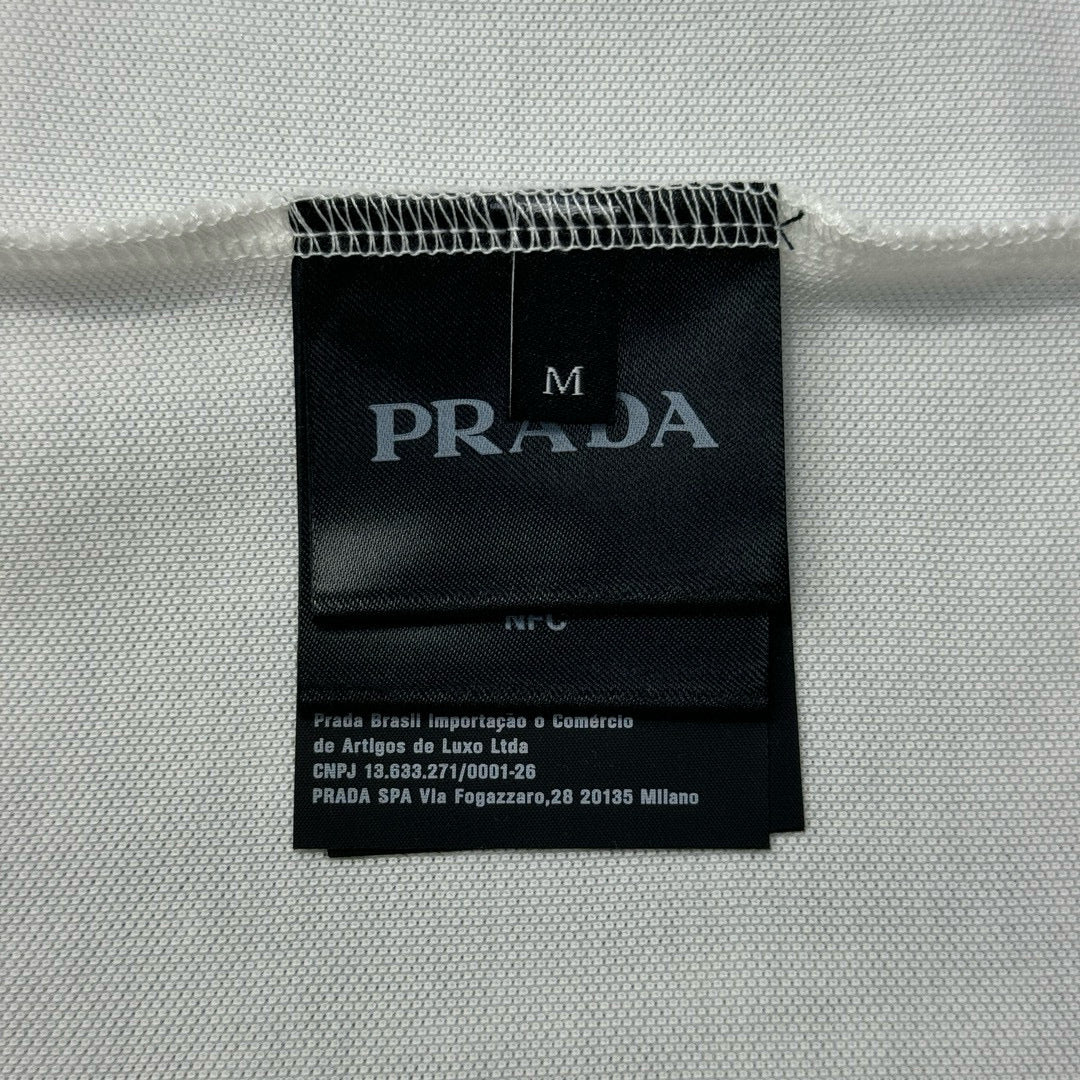 M
PRADA
NFC
Prada Brasil Importação o Comércio
de Artigos de Luxo Ltda
CNPJ 13.633.271/0001-26
PRADA SPA VIa Fogazzaro,28 20135 MIlano